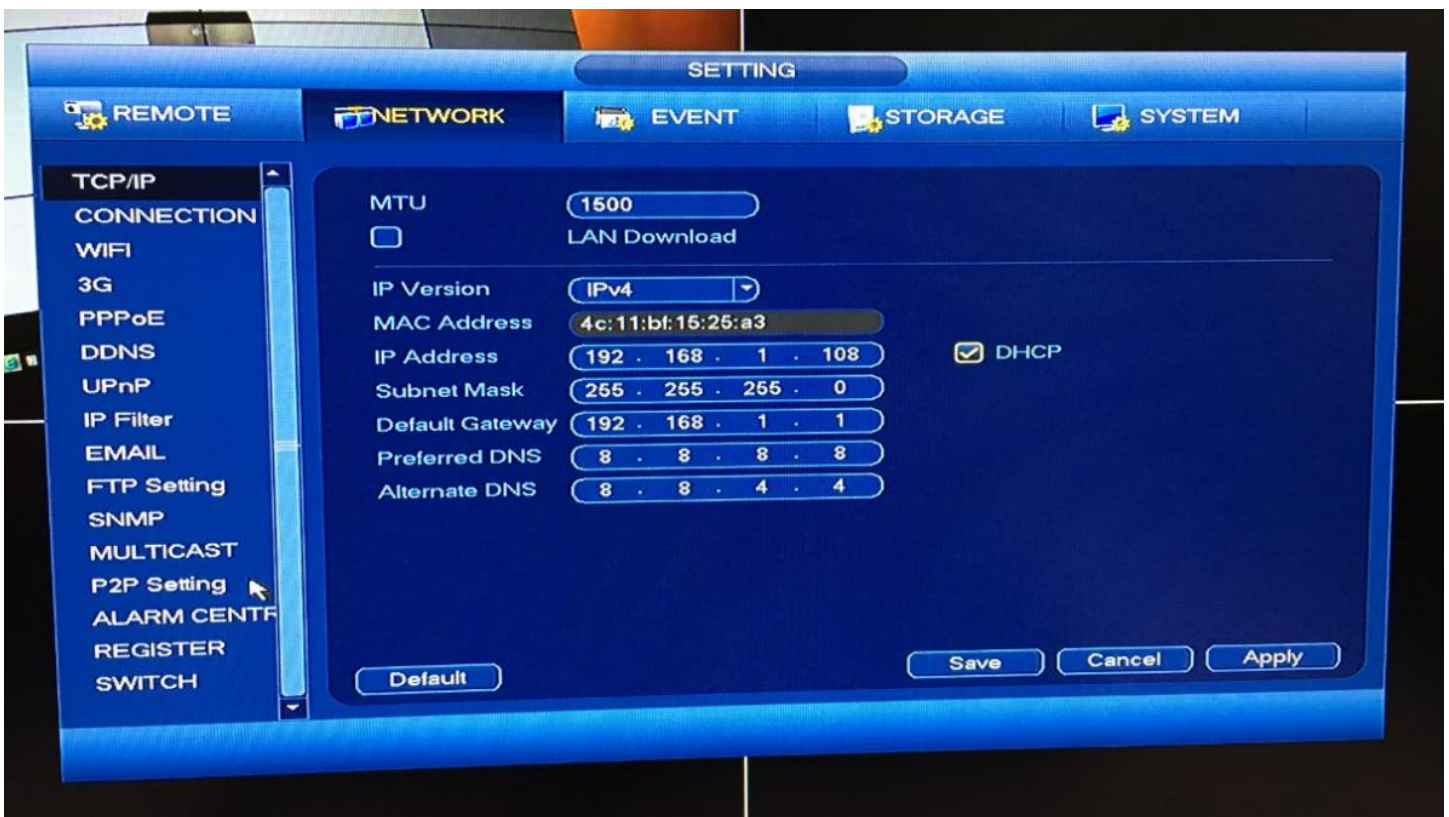 SETTING
REMOTE NETWORK EVENT STORAGE SYSTEM
TCP/IP
CONNECTION
WIFI
3G
PPPoE
DDNS
UPnP
IP Filter
EMAIL
FTP Setting
SNMP
MULTICAST
P2P Setting
ALARM CENTR
REGISTER
SWITCH
MTU 1500
LAN Download
IP Version IPv4
MAC Address 4c:11:bf:15:25:a3
IP Address 192 . 168 . 1 . 108 DHCP
Subnet Mask 255 . 255 . 255 . 0
Default Gateway 192 . 168 . 1 . 1
Preferred DNS 8 . 8 . 8 . 8
Alternate DNS 8 . 8 . 4 . 4
Default Save Cancel Apply